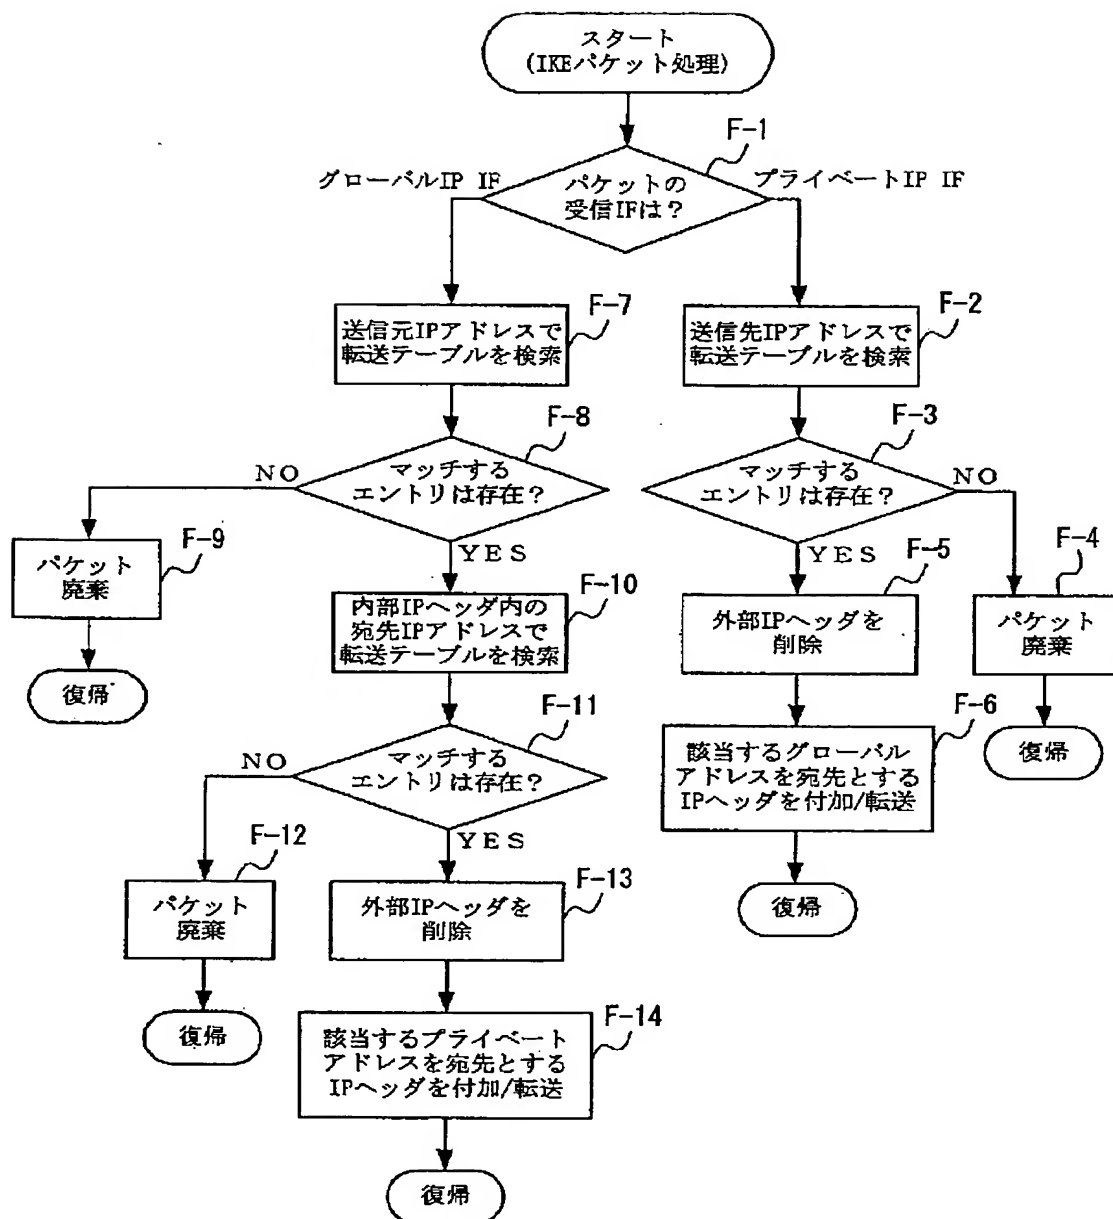 スタート
(IKEパケット処理)
F-1
グローバルIP IF
プライベートIP IF
パケットの
受信IFは？
F-7
送信元IPアドレスで
転送テーブルを検索
F-2
送信先IPアドレスで
転送テーブルを検索
F-8
マッチする
エントリは存在？
NO
YES
F-3
マッチする
エントリは存在？
NO
YES
F-9
パケット
廃棄
復帰
F-10
内部IPヘッダ内の
宛先IPアドレスで
転送テーブルを検索
F-5
外部IPヘッダを
削除
F-4
パケット
廃棄
復帰
F-11
マッチする
エントリは存在？
NO
YES
F-6
該当するグローバル
アドレスを宛先とする
IPヘッダを付加/転送
復帰
F-12
パケット
廃棄
復帰
F-13
外部IPヘッダを
削除
F-14
該当するプライベート
アドレスを宛先とする
IPヘッダを付加/転送
復帰